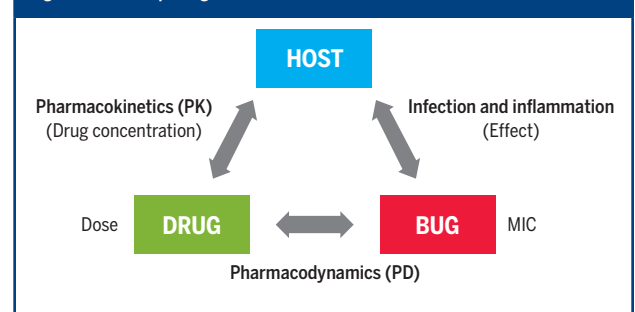 HOST
Pharmacokinetics (PK)
(Drug concentration)
Infection and inflammation
(Effect)
Dose
DRUG
BUG
MIC
Pharmacodynamics (PD)